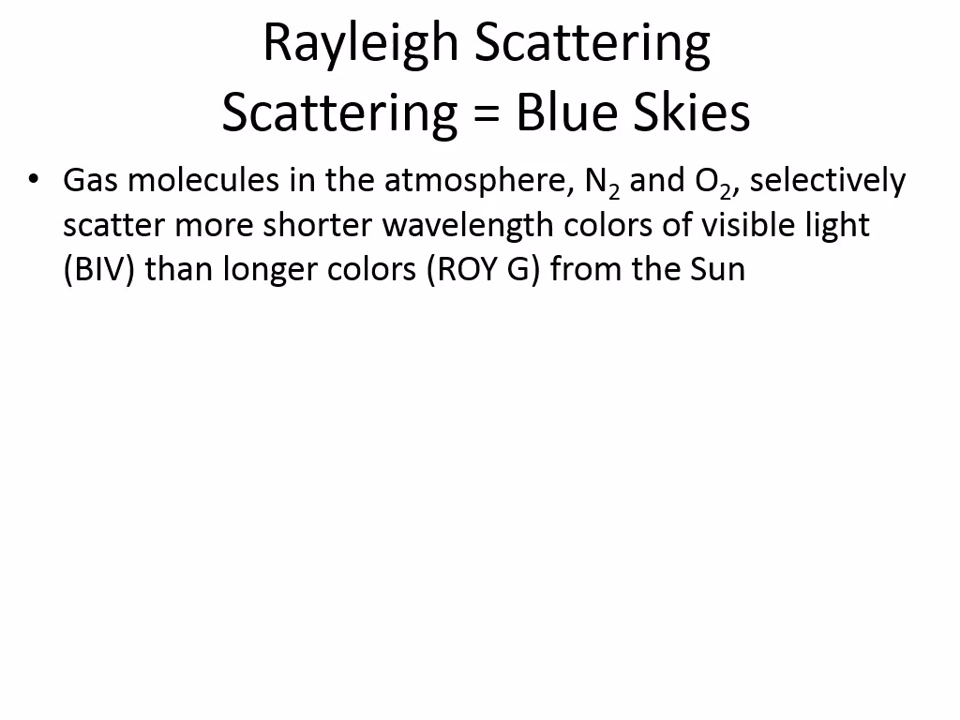 Rayleigh Scattering
Scattering = Blue Skies
• Gas molecules in the atmosphere, N₂ and O₂, selectively
scatter more shorter wavelength colors of visible light
(BIV) than longer colors (ROY G) from the Sun